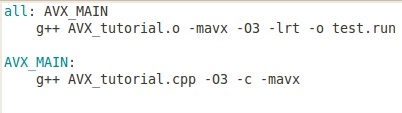 all: AVX_MAIN
    g++ AVX_tutorial.o -mavx -O3 -lrt -o test.run
AVX_MAIN:
    g++ AVX_tutorial.cpp -O3 -c -mavx